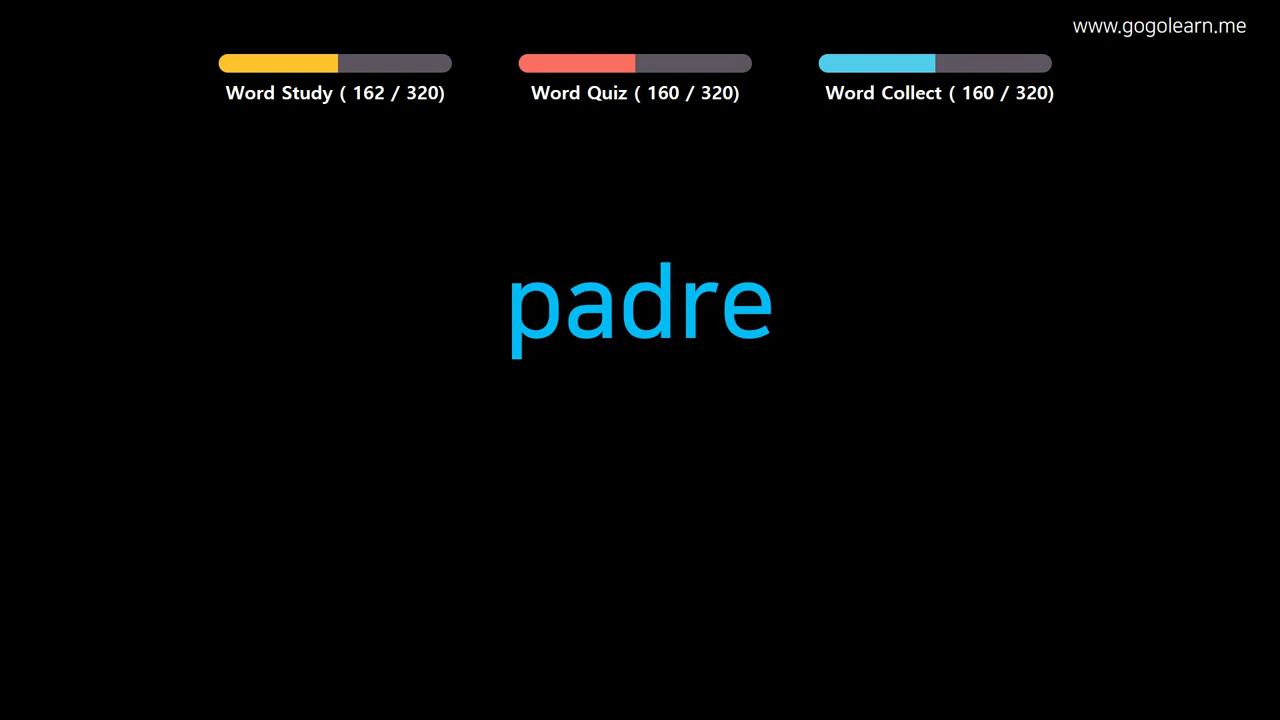 www.gogolearn.me
Word Study ( 162 / 320)
Word Quiz ( 160 / 320)
Word Collect ( 160 / 320)
padre